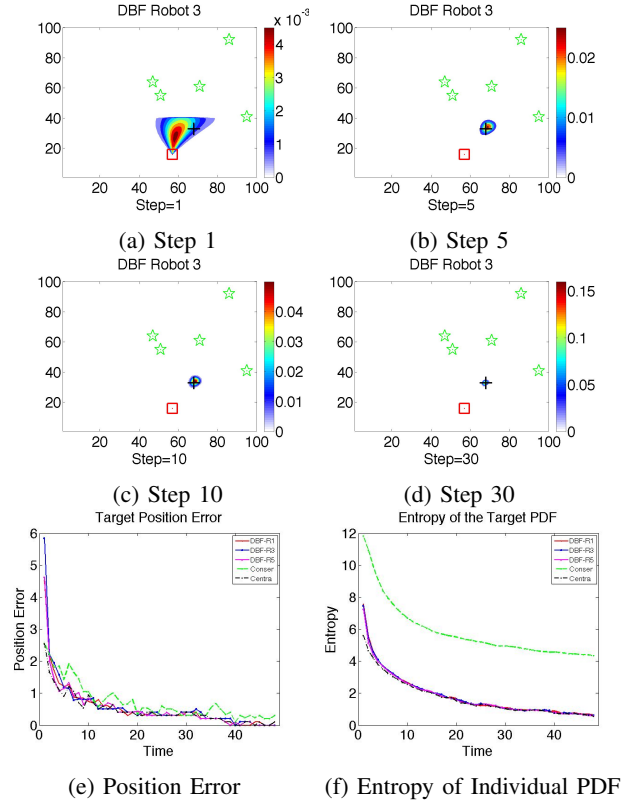 DBF Robot 3
x 10⁻³
100
80
60
40
20
20 40 60 80 100
Step=1
4
3
2
1
0
(a) Step 1
DBF Robot 3
100
80
60
40
20
20 40 60 80 100
Step=5
0.02
0.01
0
(b) Step 5
DBF Robot 3
100
80
60
40
20
20 40 60 80 100
Step=10
0.04
0.03
0.02
0.01
0
(c) Step 10
DBF Robot 3
100
80
60
40
20
20 40 60 80 100
Step=30
0.15
0.1
0.05
0
(d) Step 30
Target Position Error
Position Error
6
5
4
3
2
1
0
0 10 20 30 40
Time
DBF-R1
DBF-R3
DBF-R5
Conser
Centra
(e) Position Error
Entropy of the Target PDF
Entropy
12
10
8
6
4
2
0
0 10 20 30 40
Time
DBF-R1
DBF-R3
DBF-R5
Conser
Centra
(f) Entropy of Individual PDF